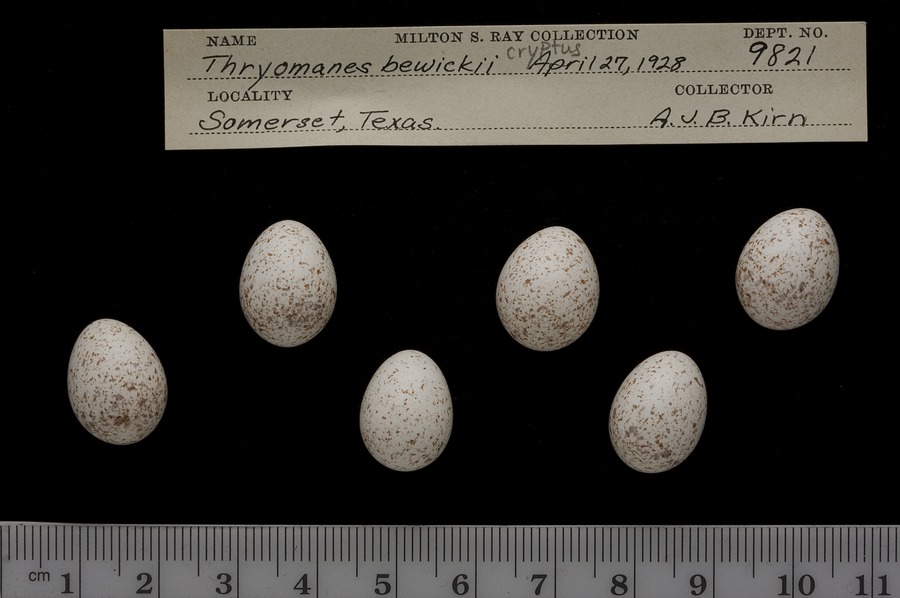 NAME MILTON S. RAY COLLECTION DEPT. NO.
cryptus
Thryomanes bewickii April 27, 1928 9821
LOCALITY COLLECTOR
Somerset, Texas. A. J. B. Kirn
cm 1 2 3 4 5 6 7 8 9 10 11